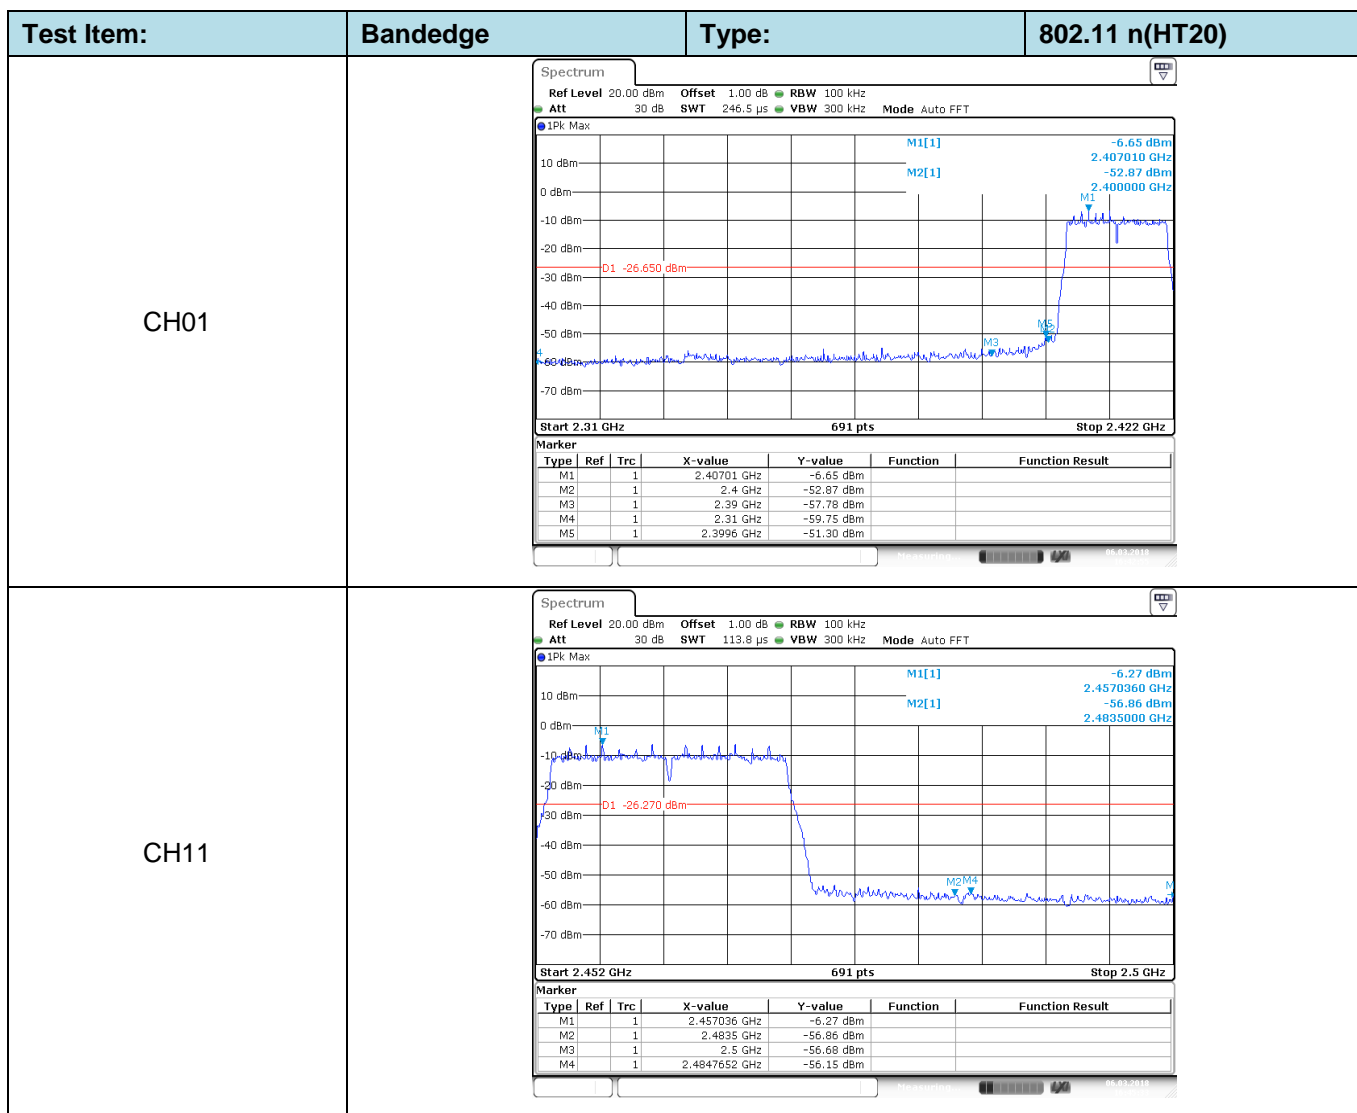 Test Item: Bandedge Type: 802.11 n(HT20)
CH01
Spectrum
Ref Level 20.00 dBm Offset 1.00 dB RBW 100 kHz
Att 30 dB SWT 246.5 µs VBW 300 kHz Mode Auto FFT
1Pk Max
M1[1] -6.65 dBm
2.407010 GHz
M2[1] -52.87 dBm
2.400000 GHz
10 dBm
0 dBm
M1
-10 dBm
-20 dBm
D1 -26.650 dBm
-30 dBm
-40 dBm
M5
M2
-50 dBm
M3
4
-60 dBm
-70 dBm
Start 2.31 GHz 691 pts Stop 2.422 GHz
Marker
Type Ref Trc X-value Y-value Function Function Result
M1 1 2.40701 GHz -6.65 dBm
M2 1 2.4 GHz -52.87 dBm
M3 1 2.39 GHz -57.78 dBm
M4 1 2.31 GHz -59.75 dBm
M5 1 2.3996 GHz -51.30 dBm
Measuring... 06.03.2018
CH11
Spectrum
Ref Level 20.00 dBm Offset 1.00 dB RBW 100 kHz
Att 30 dB SWT 113.8 µs VBW 300 kHz Mode Auto FFT
1Pk Max
M1[1] -6.27 dBm
2.4570360 GHz
M2[1] -56.86 dBm
2.4835000 GHz
10 dBm
0 dBm
M1
-10 dBm
-20 dBm
D1 -26.270 dBm
-30 dBm
-40 dBm
-50 dBm
M2 M4 M
-60 dBm
-70 dBm
Start 2.452 GHz 691 pts Stop 2.5 GHz
Marker
Type Ref Trc X-value Y-value Function Function Result
M1 1 2.457036 GHz -6.27 dBm
M2 1 2.4835 GHz -56.86 dBm
M3 1 2.5 GHz -56.68 dBm
M4 1 2.4847652 GHz -56.15 dBm
Measuring... 06.03.2018